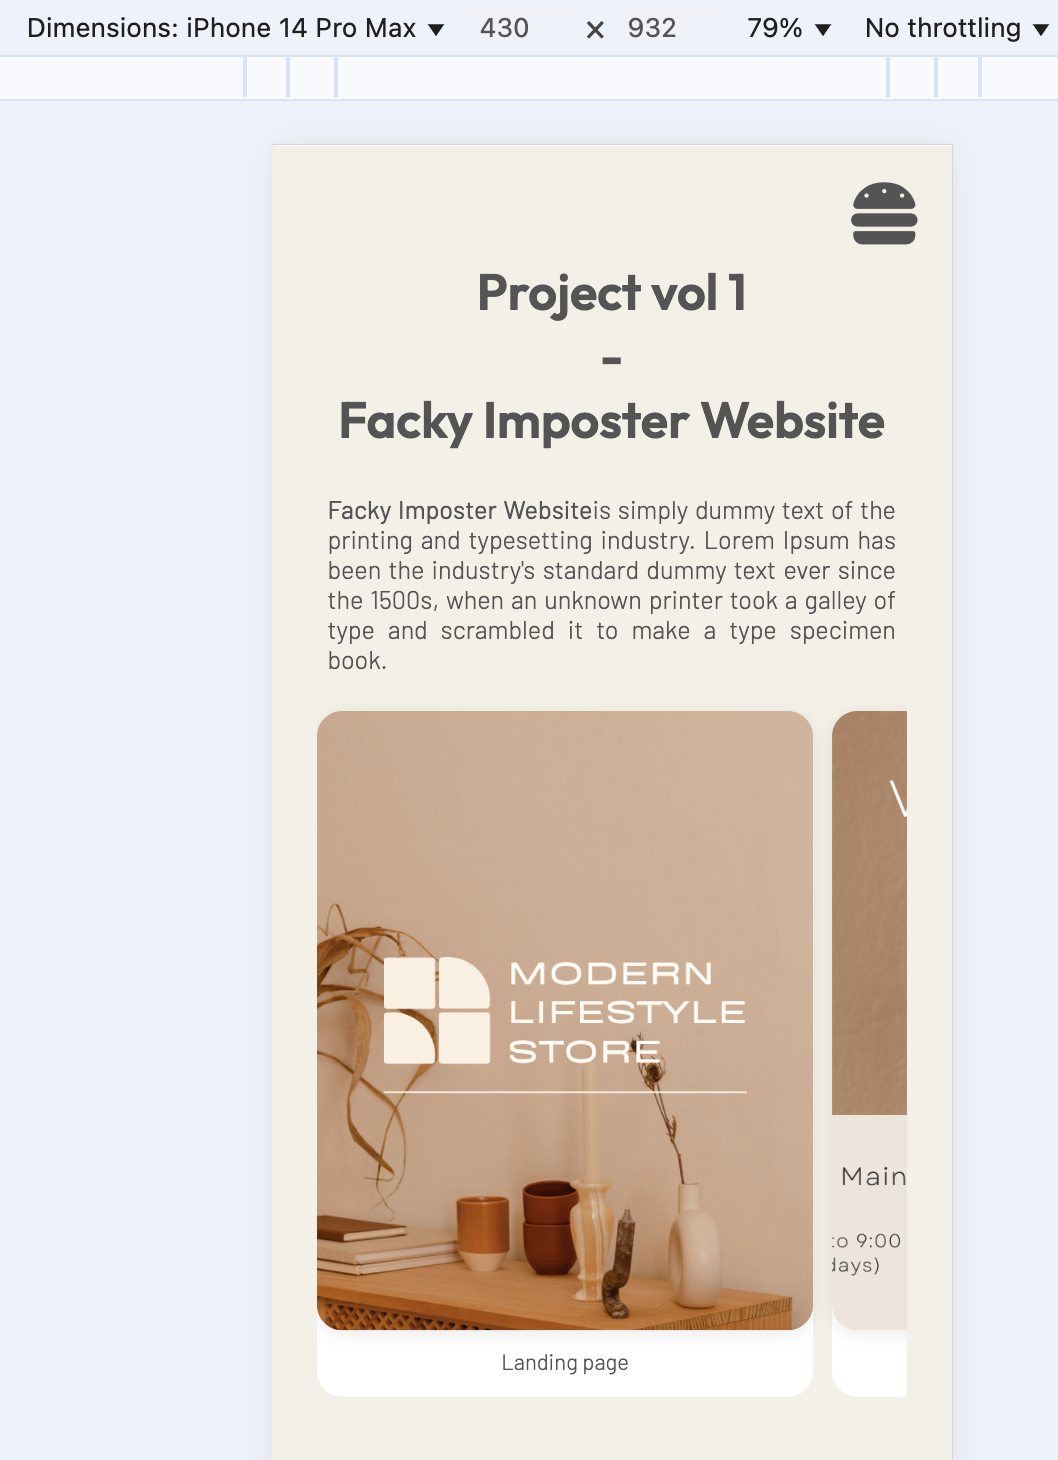 Dimensions: iPhone 14 Pro Max ▼ 430 × 932 79% ▼ No throttling ▼
Project vol 1
-
Facky Imposter Website
Facky Imposter Websiteis simply dummy text of the
printing and typesetting industry. Lorem Ipsum has
been the industry's standard dummy text ever since
the 1500s, when an unknown printer took a galley of
type and scrambled it to make a type specimen
book.
MODERN
LIFESTYLE
STORE
Main
to 9:00
days)
Landing page